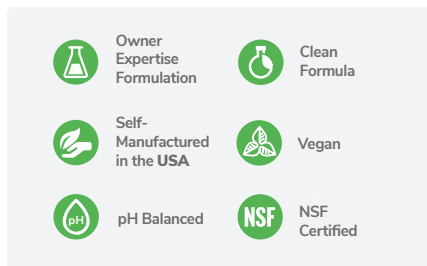 Owner
Expertise
Formulation
Clean
Formula
Self-
Manufactured
in the USA
Vegan
pH
pH Balanced
NSF
NSF
Certified